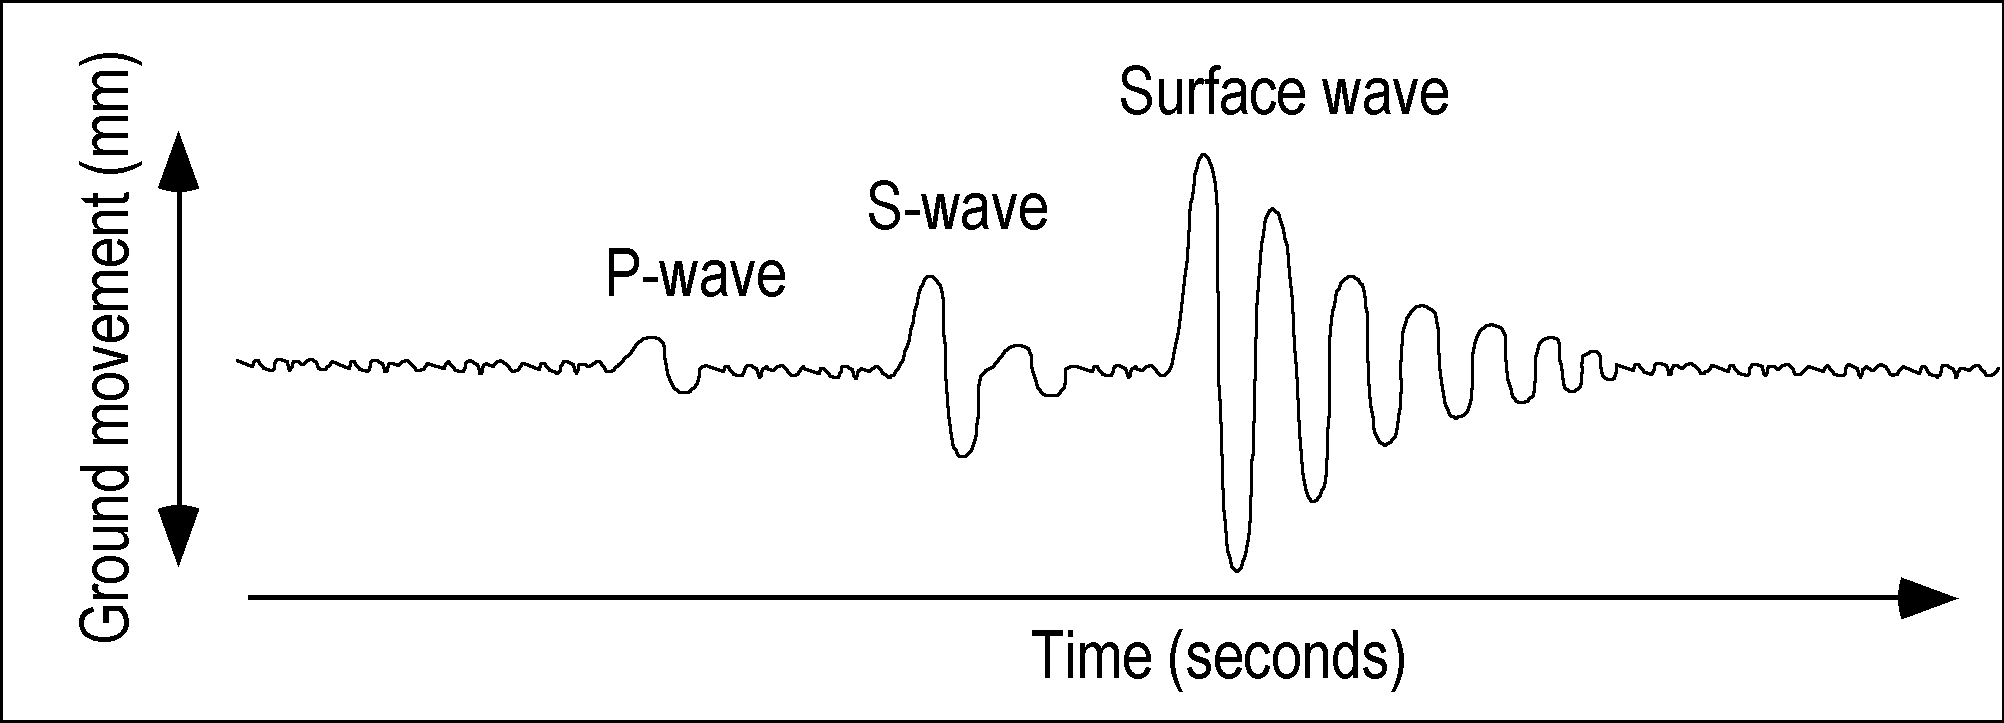 Surface wave
S-wave
P-wave
Ground movement (mm)
Time (seconds)